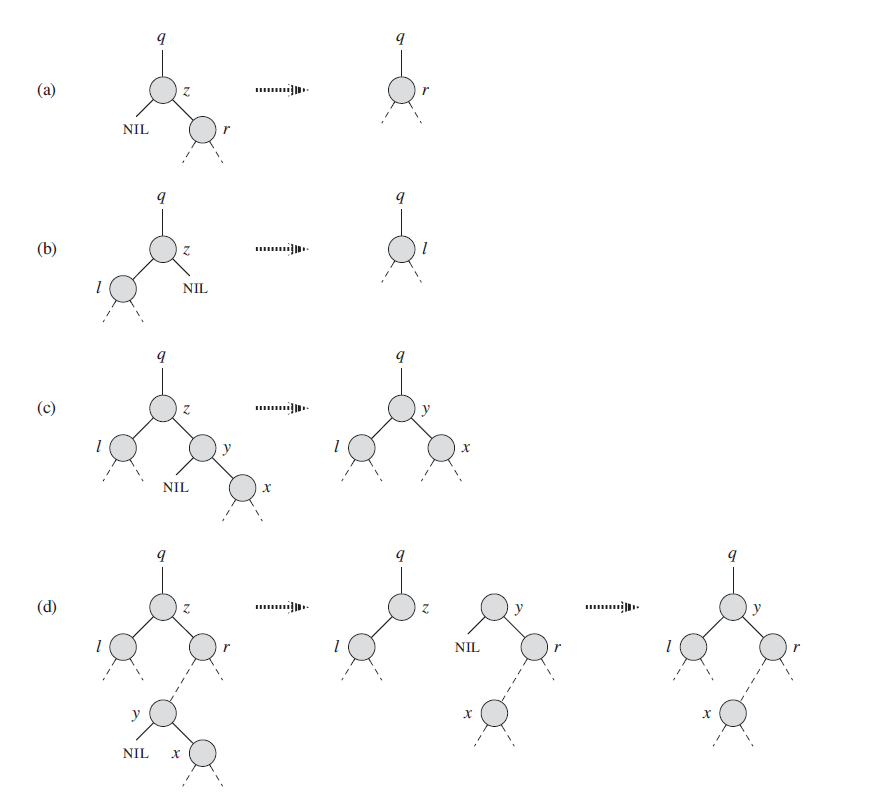 q q
(a) z r
NIL r
q q
(b) z l
l NIL
q q
(c) z y
l y l x
NIL x
q q q
(d) z z y y
l r l NIL r l r
y x x
NIL x